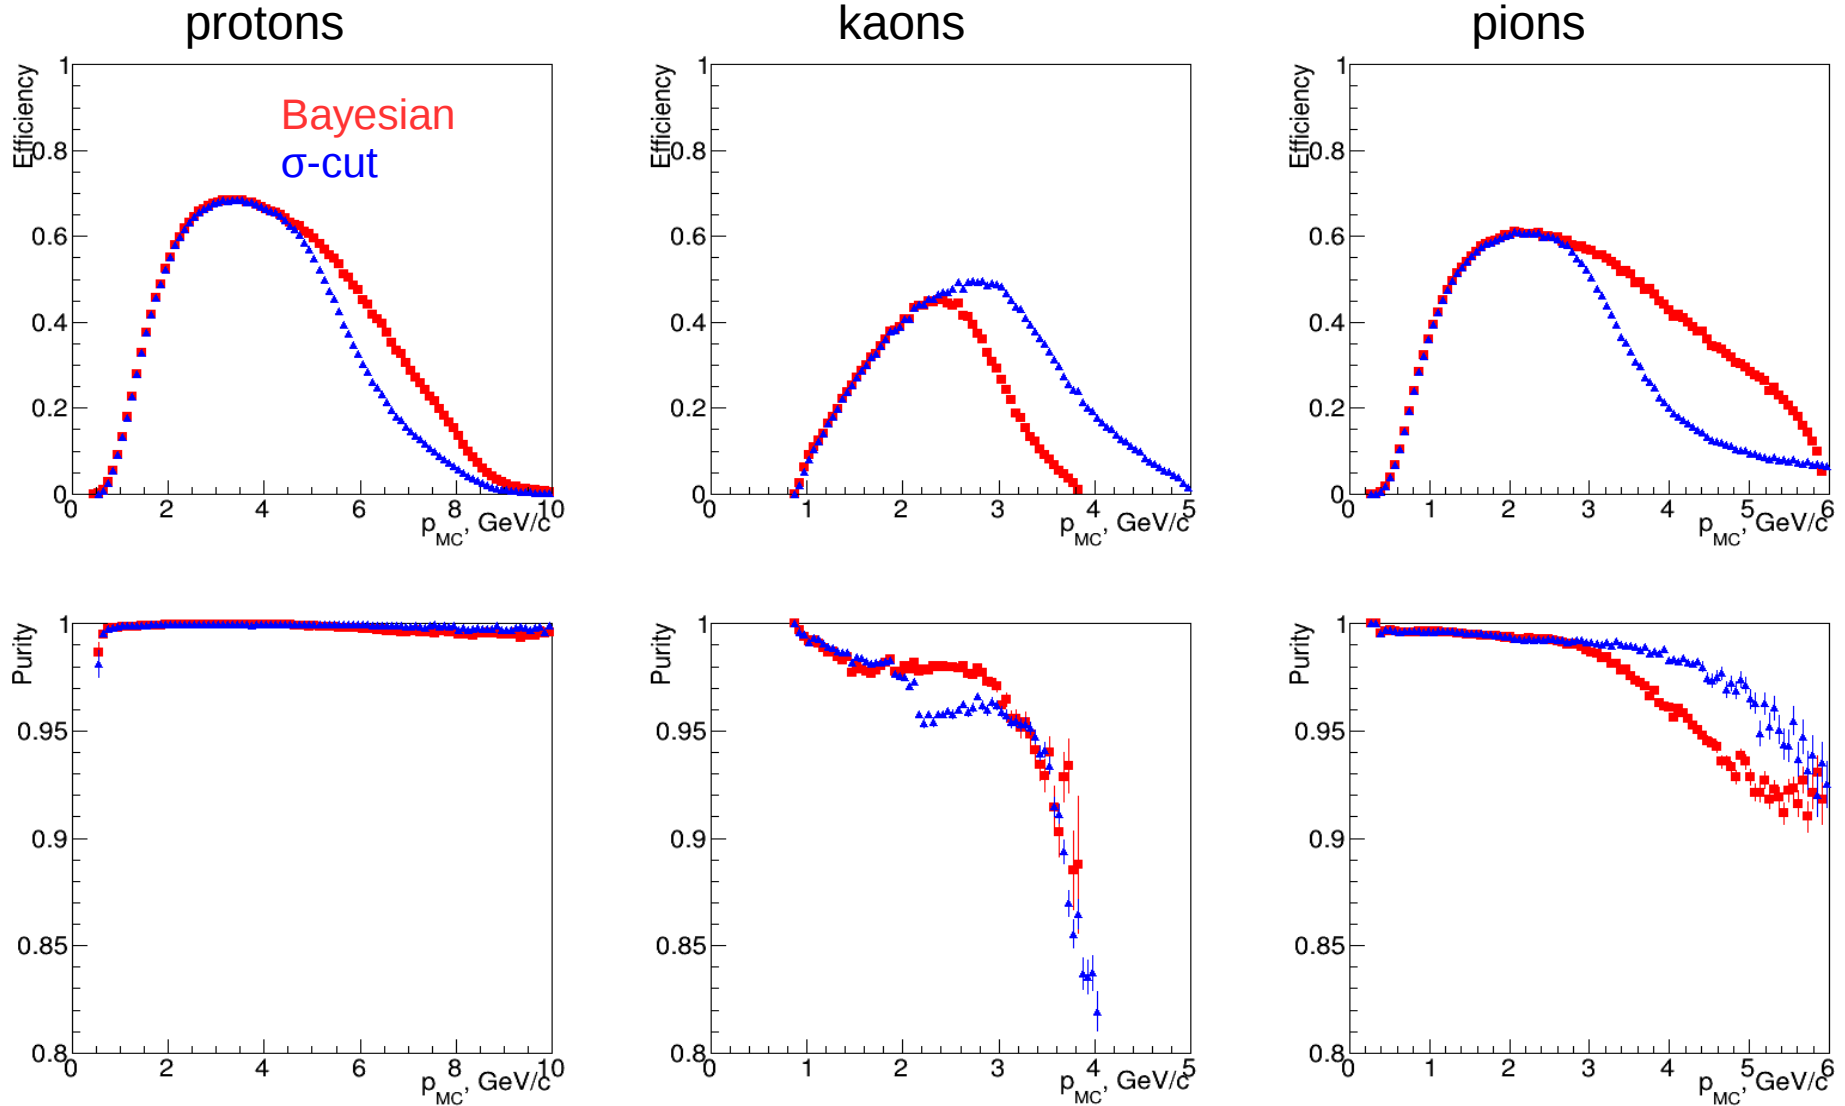 protons
kaons
pions
Efficiency
1
0.8
0.6
0.4
0.2
0
0 2 4 6 8 10
p_MC, GeV/c
Bayesian
σ-cut
Efficiency
1
0.8
0.6
0.4
0.2
0
0 1 2 3 4 5
p_MC, GeV/c
Efficiency
1
0.8
0.6
0.4
0.2
0
0 1 2 3 4 5 6
p_MC, GeV/c
Purity
1
0.95
0.9
0.85
0.8
0 2 4 6 8 10
p_MC, GeV/c
Purity
1
0.95
0.9
0.85
0.8
0 1 2 3 4 5
p_MC, GeV/c
Purity
1
0.95
0.9
0.85
0.8
0 1 2 3 4 5 6
p_MC, GeV/c